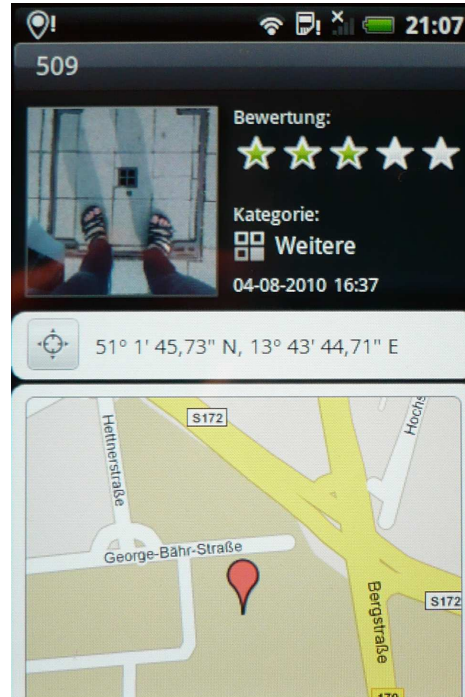 21:07
509
Bewertung:
Kategorie:
Weitere
04-08-2010 16:37
51° 1' 45,73" N, 13° 43' 44,71" E
S172
Hettnerstraße
Hochs
George-Bähr-Straße
Bergstraße
S172
170